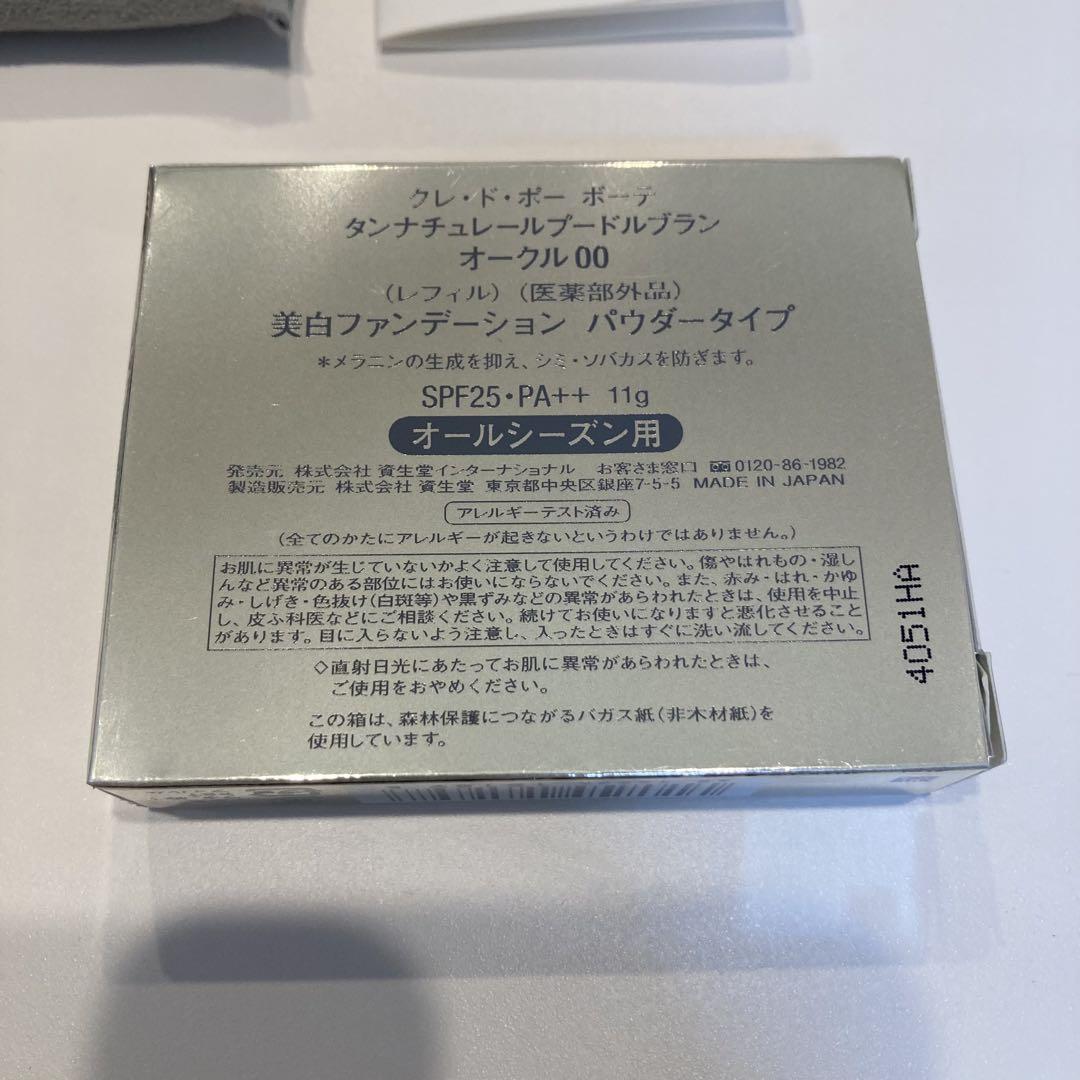 クレ・ド・ポー ボーテ
タンナチュレールプードルブラン
オークル00
(レフィル)(医薬部外品)
美白ファンデーション パウダータイプ
*メラニンの生成を抑え、シミ・ソバカスを防ぎます。
SPF25・PA++ 11g
オールシーズン用
発売元 株式会社 資生堂インターナショナル お客さま窓口 0120-86-1982
製造販売元 株式会社 資生堂 東京都中央区銀座7-5-5 MADE IN JAPAN
アレルギーテスト済み
(全てのかたにアレルギーが起きないというわけではありません。)
お肌に異常が生じていないかよく注意して使用してください。傷やはれもの・湿し
んなど異常のある部位にはお使いにならないでください。また、赤み・はれ・かゆ
み・しげき・色抜け(白斑等)や黒ずみなどの異常があらわれたときは、使用を中止
し、皮ふ科医などにご相談ください。続けてお使いになりますと悪化させること
があります。目に入らないよう注意し、入ったときはすぐに洗い流してください。
◇直射日光にあたってお肌に異常があらわれたときは、
ご使用をおやめください。
この箱は、森林保護につながるバガス紙(非木材紙)を
使用しています。
4051HA